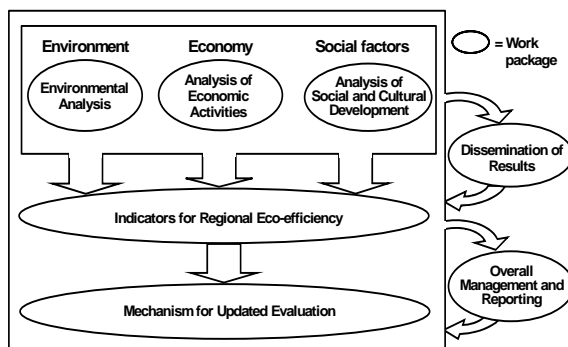 Environment
Economy
Social factors
= Work
package
Environmental
Analysis
Analysis of
Economic
Activities
Analysis of
Social and Cultural
Development
Dissemination of
Results
Indicators for Regional Eco-efficiency
Overall
Management and
Reporting
Mechanism for Updated Evaluation